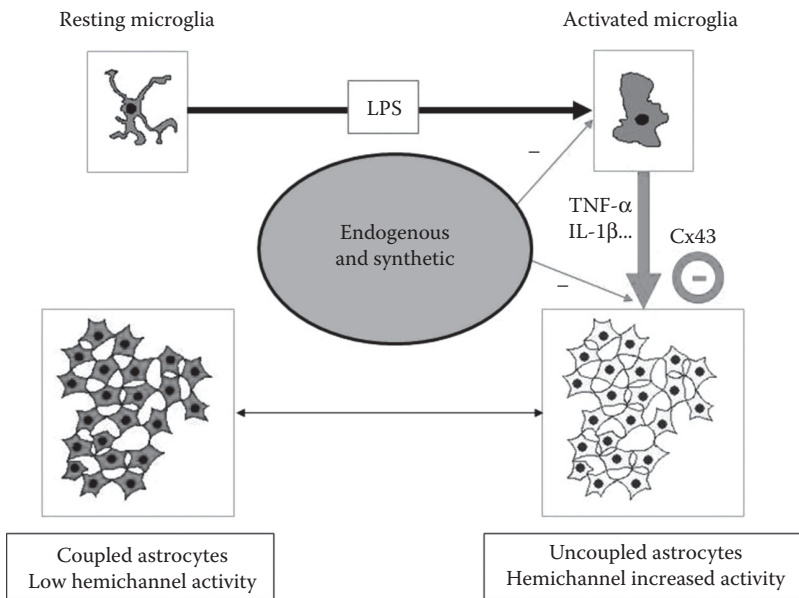 Resting microglia
Activated microglia
LPS
–
Endogenous
and synthetic
TNF-α
IL-1β...
Cx43
–
–
Coupled astrocytes
Low hemichannel activity
Uncoupled astrocytes
Hemichannel increased activity